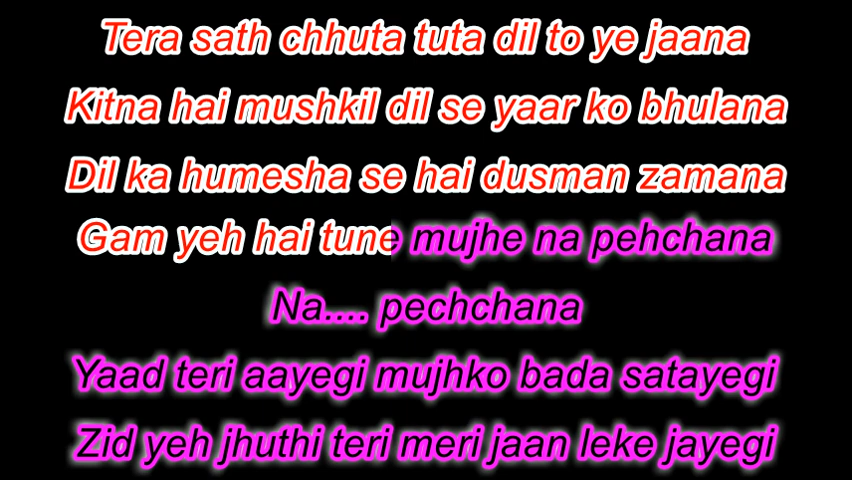 Tera sath chhuta tuta dil to ye jaana
Kitna hai mushkil dil se yaar ko bhulana
Dil ka humesha se hai dusman zamana
Gam yeh hai tune mujhe na pehchana
Na.... pechchana
Yaad teri aayegi mujhko bada satayegi
Zid yeh jhuthi teri meri jaan leke jayegi